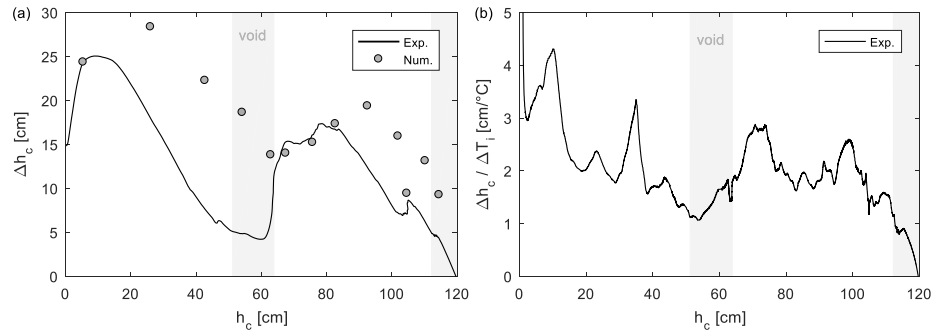 (a)
30
25
20
15
10
5
0
Δh_c [cm]
void
Exp.
Num.
0 20 40 60 80 100 120
h_c [cm]
(b)
5
4
3
2
1
0
Δh_c / ΔT_i [cm/°C]
void
Exp.
0 20 40 60 80 100 120
h_c [cm]